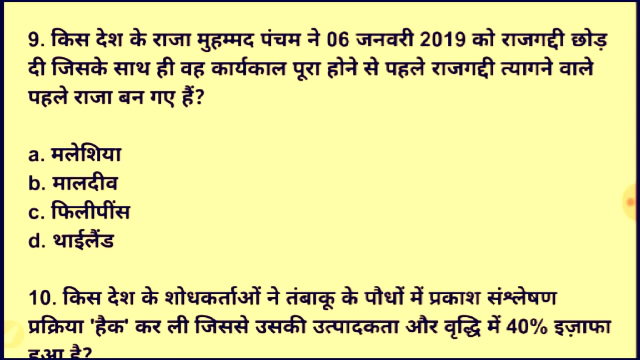 9. किस देश के राजा मुहम्मद पंचम ने 06 जनवरी 2019 को राजगद्दी छोड़
दी जिसके साथ ही वह कार्यकाल पूरा होने से पहले राजगद्दी त्यागने वाले
पहले राजा बन गए हैं?
a. मलेशिया
b. मालदीव
c. फिलीपींस
d. थाईलैंड
10. किस देश के शोधकर्ताओं ने तंबाकू के पौधों में प्रकाश संश्लेषण
प्रक्रिया 'हैक' कर ली जिससे उसकी उत्पादकता और वृद्धि में 40% इज़ाफा
हुआ है?